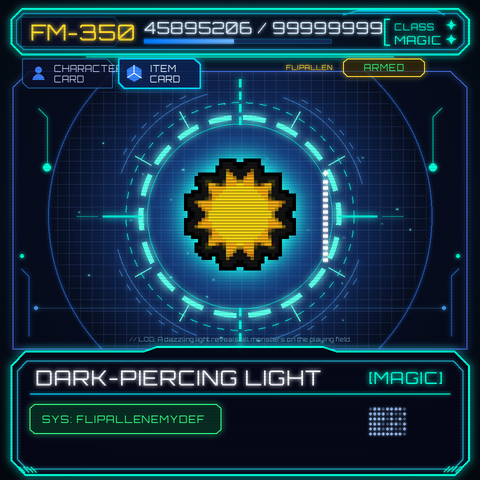 FM-350 45895206 / 99999999 CLASS MAGIC
CHARACTER CARD
ITEM CARD
FLIPALLEN
ARMED
// LOG: A dazzling light reveals all monsters on the playing field.
DARK-PIERCING LIGHT [MAGIC]
SYS: FLIPALLENEMYDEF